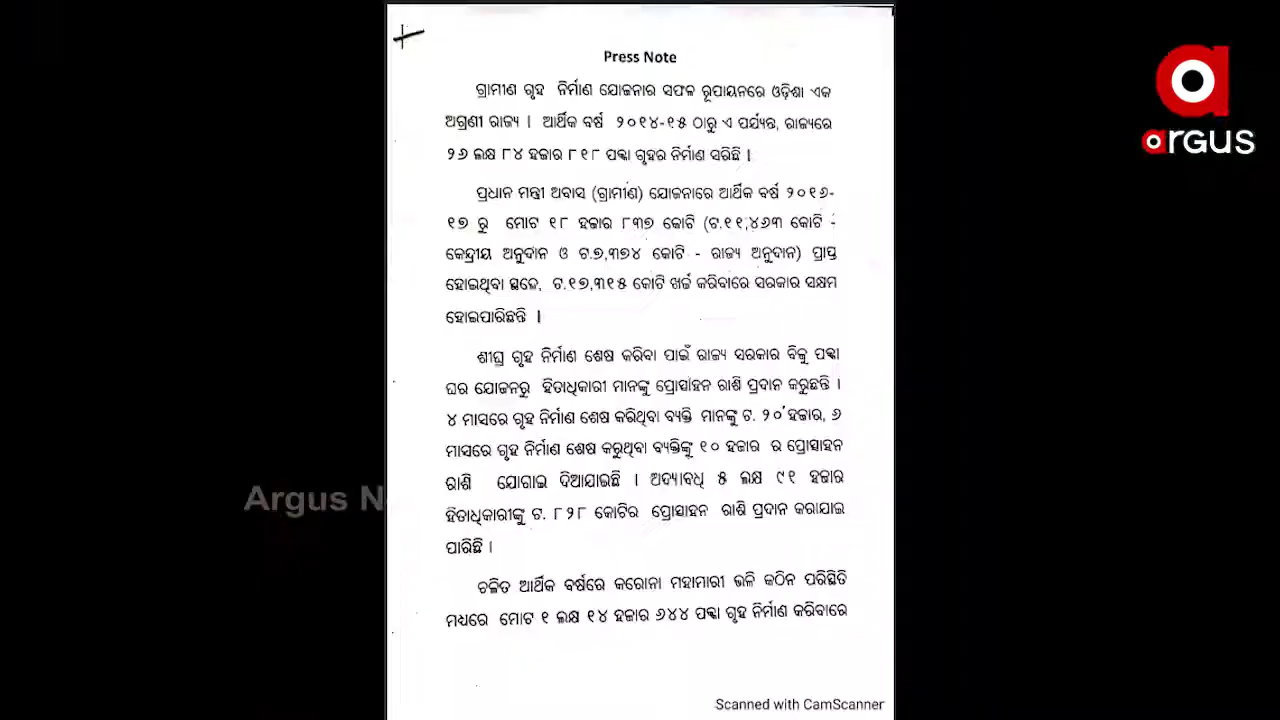 Press Note
ଗ୍ରାମୀଣ ଗୃହ ନିର୍ମାଣ ଯୋଜନାର ସଫଳ ରୂପାୟନରେ ଓଡ଼ିଶା ଏକ
ଅଗ୍ରଣୀ ରାଜ୍ୟ । ଆର୍ଥିକ ବର୍ଷ ୨୦୧୪-୧୫ ଠାରୁ ଏ ପର୍ଯ୍ୟନ୍ତ, ରାଜ୍ୟରେ
୨୬ ଲକ୍ଷ ୮୪ ହଜାର ୮୧୮ ପକ୍କା ଗୃହର ନିର୍ମାଣ ସରିଛି ।
ପ୍ରଧାନ ମନ୍ତ୍ରୀ ଅବାସ (ଗ୍ରାମୀଣ) ଯୋଜନାରେ ଆର୍ଥିକ ବର୍ଷ ୨୦୧୬-
୧୭ ରୁ ମୋଟ ୧୮ ହଜାର ୮୩୭ କୋଟି (ଟ.୧୧,୪୬୩ କୋଟି -
କେନ୍ଦ୍ରୀୟ ଅନୁର୍ଦାନ ଓ ଟ.୭,୩୭୪ କୋଟି - ରାଜ୍ୟ ଅନୁଦାନ) ପ୍ରାପ୍ତ
ହୋଇଥିବା ସ୍ଥଳେ, ଟ.୧୭,୩୧୫ କୋଟି ଖର୍ଚ୍ଚ କରିବାରେ ସରକାର ସକ୍ଷମ
ହୋଇପାରିଛନ୍ତି ।
ଶୀଘ୍ର ଗୃହ ନିର୍ମାଣ ଶେଷ କରିବା ପାଇଁ ରାଜ୍ୟ ସରକାର ବିଜୁ ପକ୍କା
ଘର ଯୋଜନରୁ ହିତାଧିକାରୀ ମାନଙ୍କୁ ପ୍ରୋତ୍ସାହନ ରାଶି ପ୍ରଦାନ କରୁଛନ୍ତି ।
୪ ମାସରେ ଗୃହ ନିର୍ମାଣ ଶେଷ କରିଥିବା ବ୍ୟକ୍ତି ମାନଙ୍କୁ ଟ. ୨୦ ହଜାର, ୬
ମାସରେ ଗୃହ ନିର୍ମାଣ ଶେଷ କରୁଥିବା ବ୍ୟକ୍ତିଙ୍କୁ ୧୦ ହଜାର ର ପ୍ରୋତ୍ସାହନ
ରାଶି ଯୋଗାଇ ଦିଆଯାଇଛି । ଅଦ୍ୟାବଧି ୫ ଲକ୍ଷ ୯୧ ହଜାର
ହିତାଧିକାରୀଙ୍କୁ ଟ. ୮୨୮ କୋଟିର ପ୍ରୋତ୍ସାହନ ରାଶି ପ୍ରଦାନ କରାଯାଇ
ପାରିଛି ।
ଚଳିତ ଆର୍ଥିକ ବର୍ଷରେ କରୋନା ମହାମାରୀ ଭଳି କଠିନ ପରିସ୍ଥିତି
ମଧ୍ୟରେ ମୋଟ ୧ ଲକ୍ଷ ୧୪ ହଜାର ୬୪୪ ପକ୍କା ଗୃହ ନିର୍ମାଣ କରିବାରେ
Scanned with CamScanner
argus
Argus